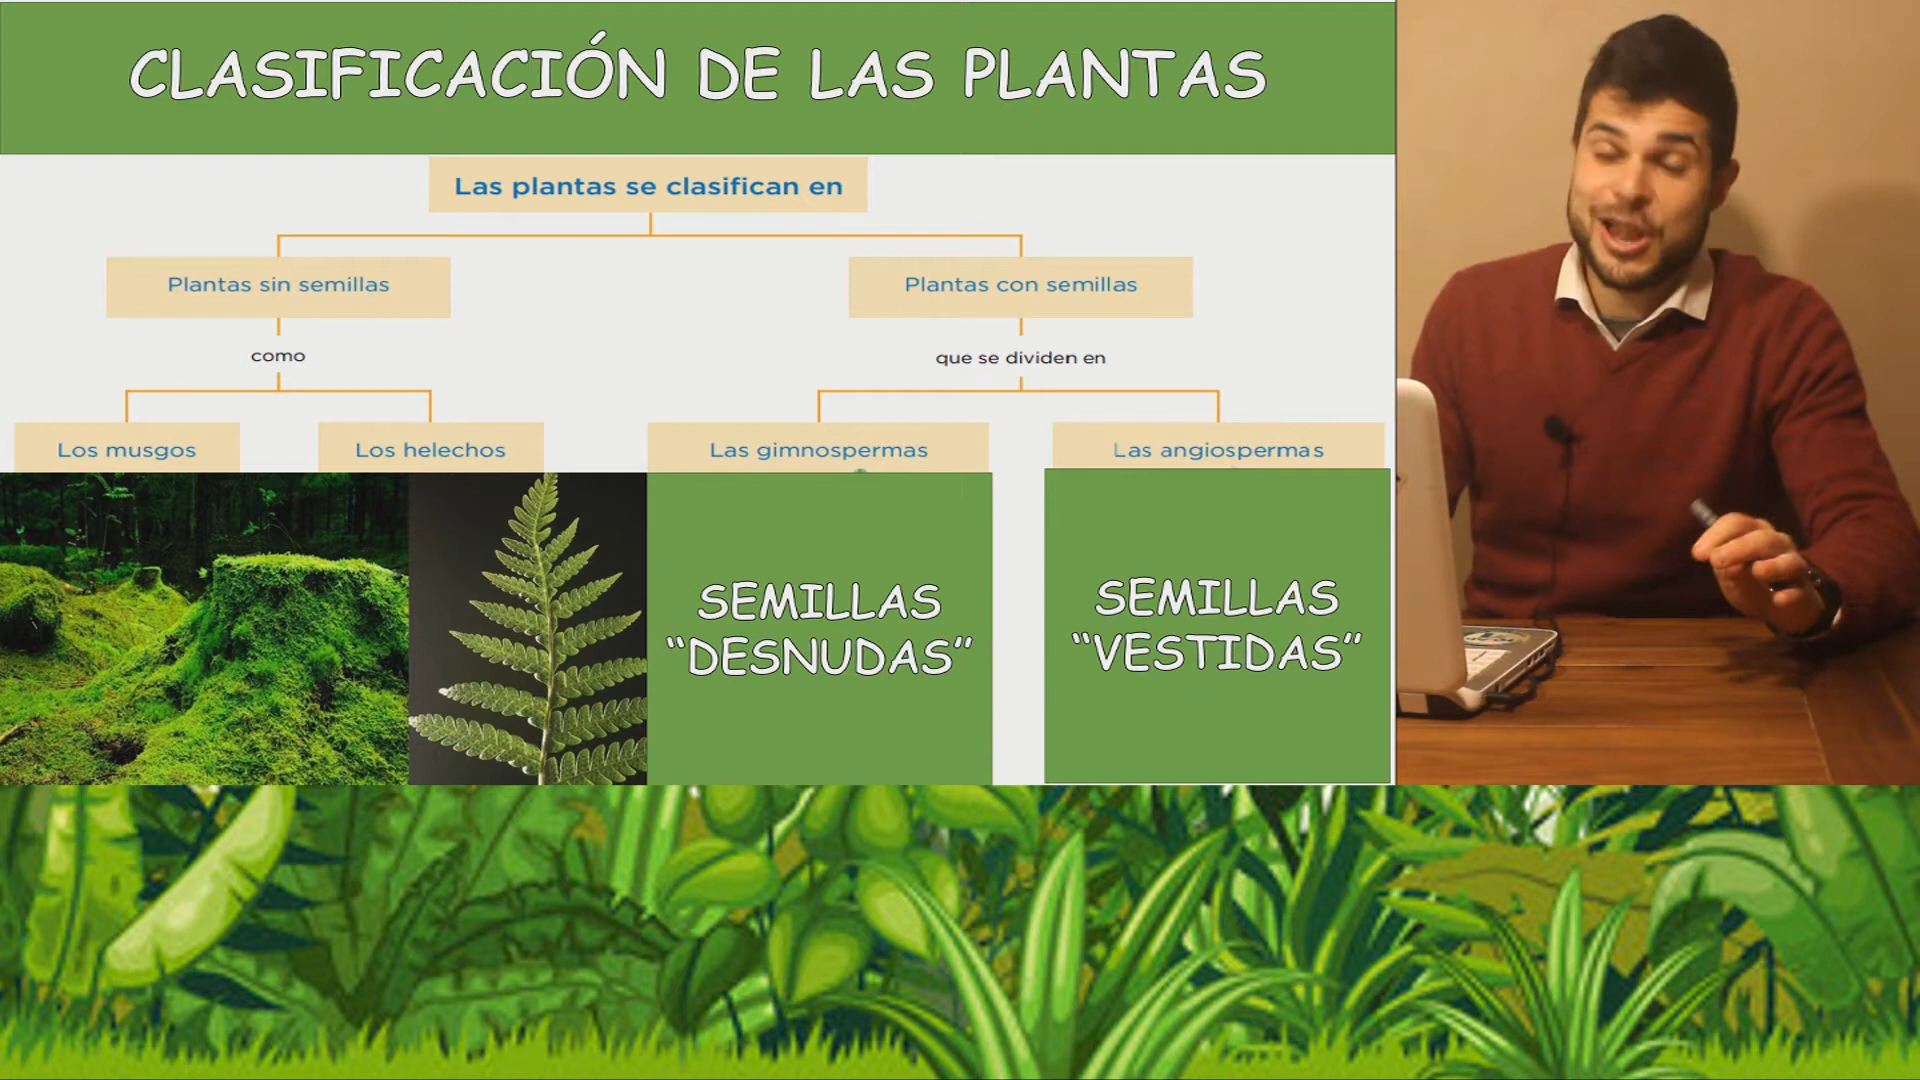 CLASIFICACIÓN DE LAS PLANTAS
Las plantas se clasifican en
Plantas sin semillas
Plantas con semillas
como
que se dividen en
Los musgos
Los helechos
Las gimnospermas
Las angiospermas
SEMILLAS
“DESNUDAS”
SEMILLAS
“VESTIDAS”